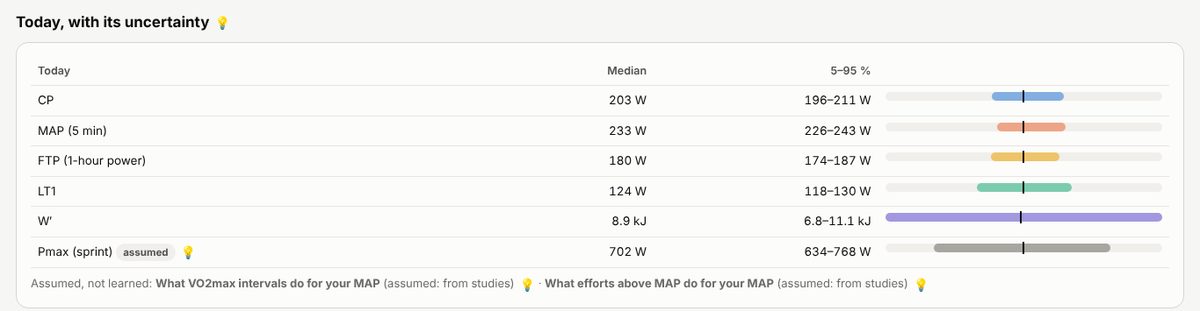 Today, with its uncertainty 💡
Today Median 5–95 %
CP 203 W 196–211 W
MAP (5 min) 233 W 226–243 W
FTP (1-hour power) 180 W 174–187 W
LT1 124 W 118–130 W
W′ 8.9 kJ 6.8–11.1 kJ
Pmax (sprint) assumed 💡 702 W 634–768 W
Assumed, not learned: What VO2max intervals do for your MAP (assumed: from studies) 💡 · What efforts above MAP do for your MAP (assumed: from studies) 💡